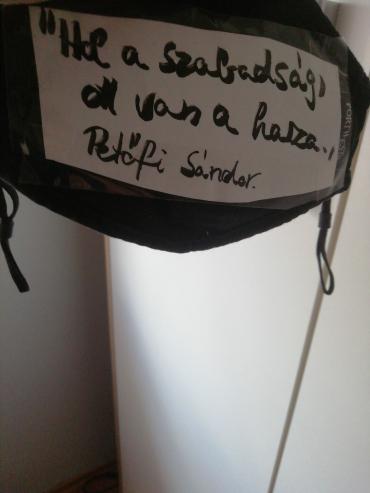 "Hol a szabadság,
ott van a haza.,,
Petőfi Sándor.